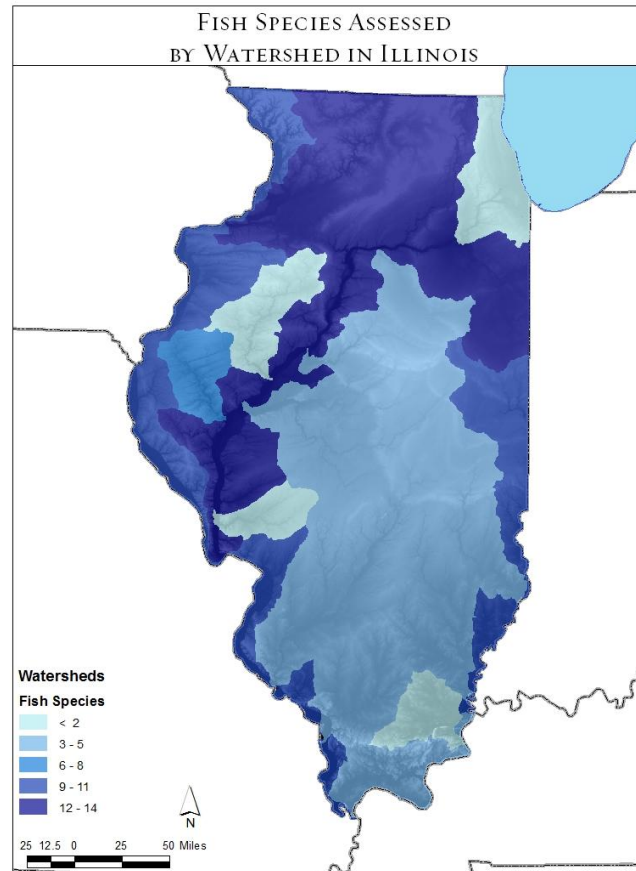 Fish Species Assessed
by Watershed in Illinois
Watersheds
Fish Species
< 2
3 - 5
6 - 8
9 - 11
12 - 14
N
25 12.5 0 25 50 Miles